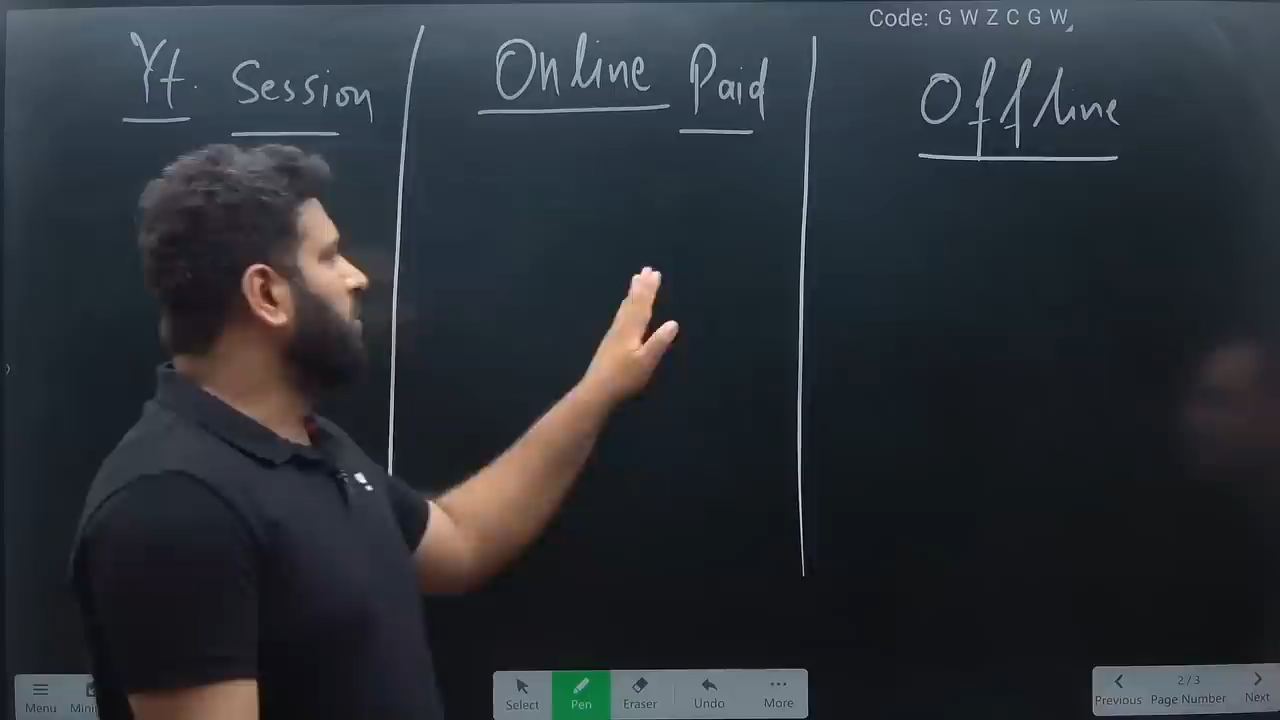 Code: G W Z C G W
Yt. Session
Online Paid
Offline
Menu
Select
Pen
Eraser
Undo
More
Previous
2/3
Page Number
Next